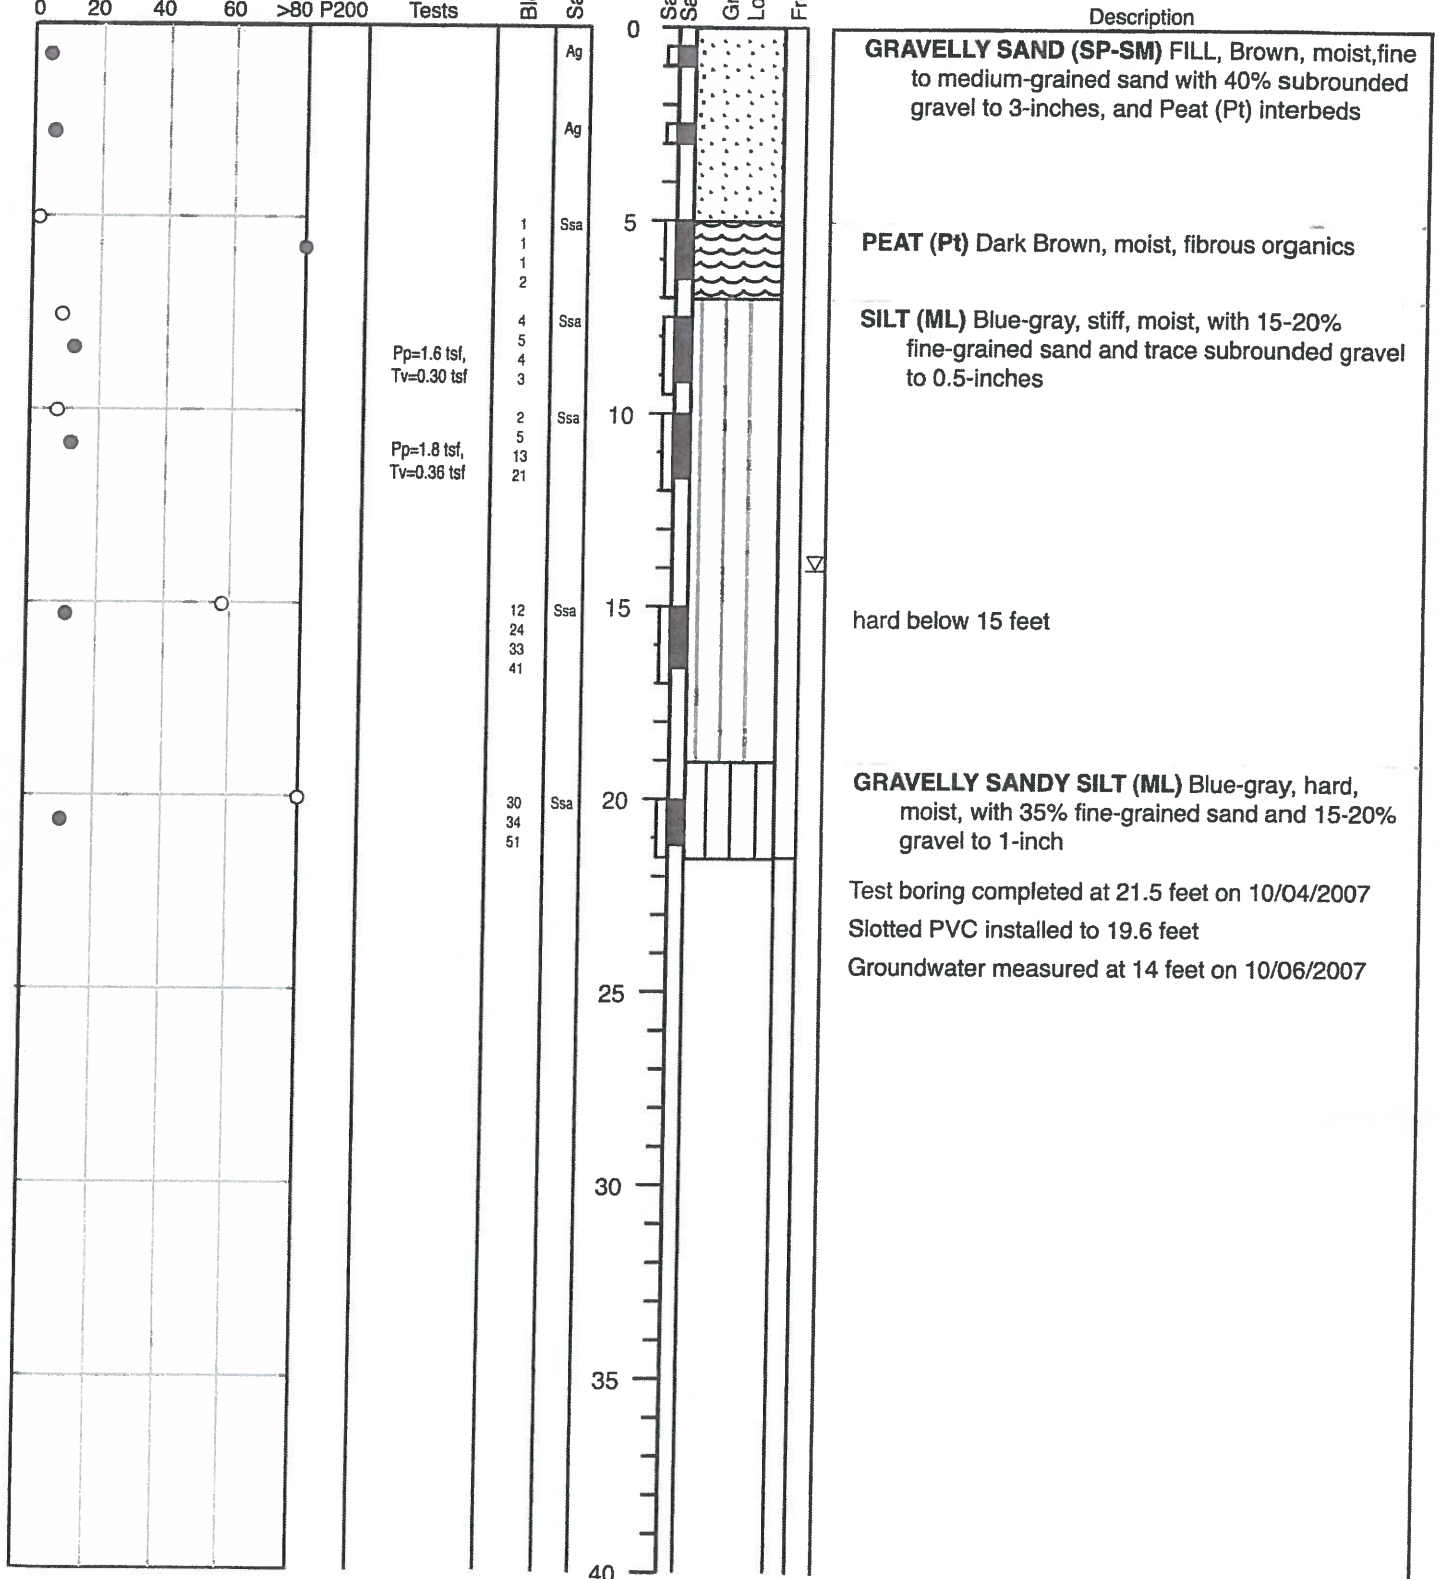 0 20 40 60 >80 P200 Tests
Description
0
Ag
GRAVELLY SAND (SP-SM) FILL, Brown, moist,fine
to medium-grained sand with 40% subrounded
gravel to 3-inches, and Peat (Pt) interbeds
Ag
1 Ssa 5
1
1
2
PEAT (Pt) Dark Brown, moist, fibrous organics
4 Ssa
5
4
3
Pp=1.6 tsf,
Tv=0.30 tsf
SILT (ML) Blue-gray, stiff, moist, with 15-20%
fine-grained sand and trace subrounded gravel
to 0.5-inches
2 Ssa 10
5
13
21
Pp=1.8 tsf,
Tv=0.36 tsf
12 Ssa 15
24
33
41
hard below 15 feet
30 Ssa 20
34
51
GRAVELLY SANDY SILT (ML) Blue-gray, hard,
moist, with 35% fine-grained sand and 15-20%
gravel to 1-inch
Test boring completed at 21.5 feet on 10/04/2007
Slotted PVC installed to 19.6 feet
Groundwater measured at 14 feet on 10/06/2007
25
30
35
40